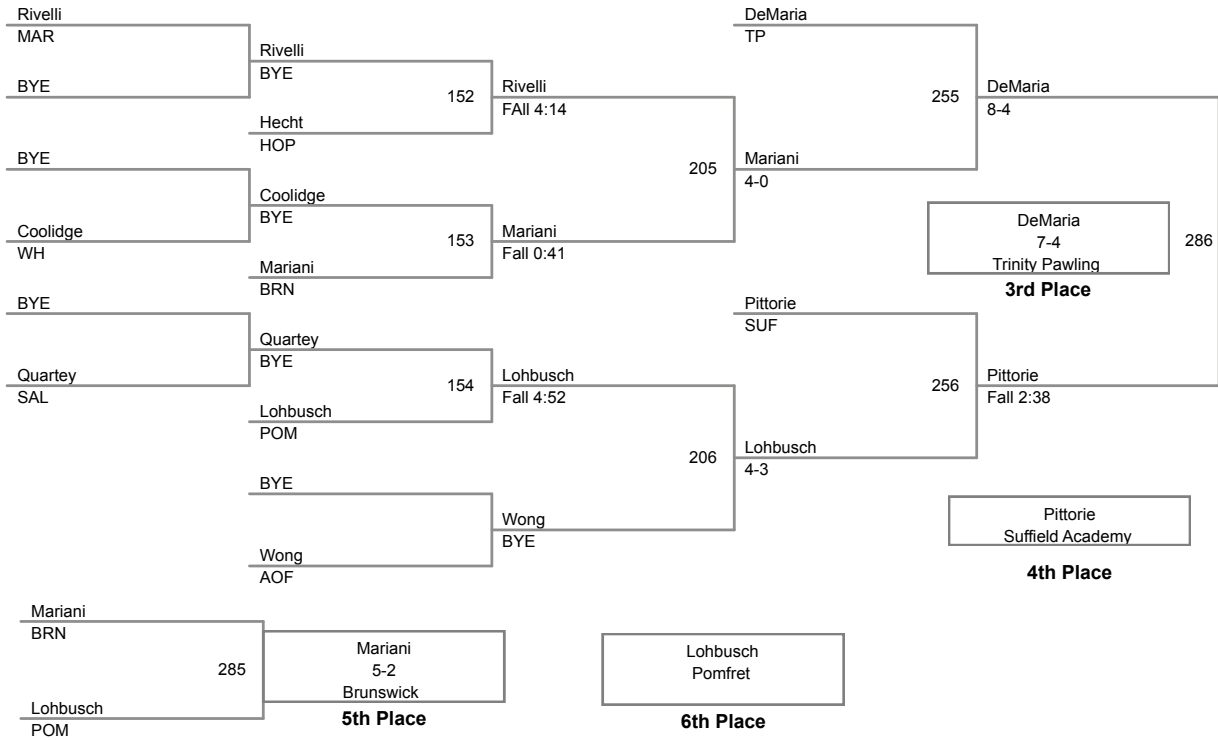 Rivelli
MAR
BYE
BYE
Coolidge
WH
BYE
Quartey
SAL
Rivelli
BYE
Hecht
HOP
Coolidge
BYE
Mariani
BRN
Quartey
BYE
Lohbusch
POM
BYE
Wong
AOF
152
153
154
Rivelli
FAll 4:14
Mariani
Fall 0:41
Lohbusch
Fall 4:52
Wong
BYE
205
206
DeMaria
TP
Mariani
4-0
Pittorie
SUF
Lohbusch
4-3
255
256
DeMaria
8-4
Pittorie
Fall 2:38
286
DeMaria
7-4
Trinity Pawling
3rd Place
Pittorie
Suffield Academy
4th Place
Mariani
BRN
Lohbusch
POM
285
Mariani
5-2
Brunswick
5th Place
Lohbusch
Pomfret
6th Place